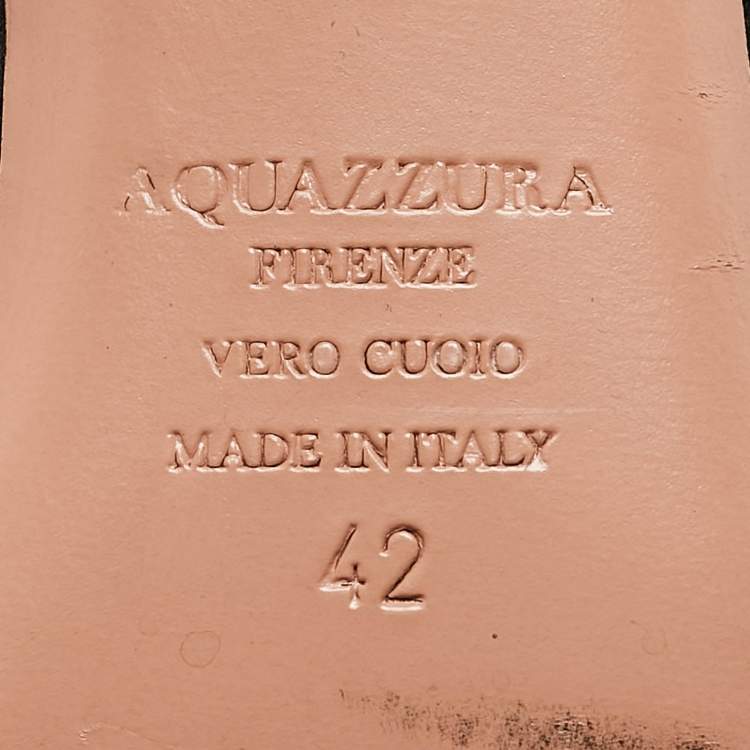 AQUAZZURA
FIRENZE
VERO CUOIO
MADE IN ITALY
42